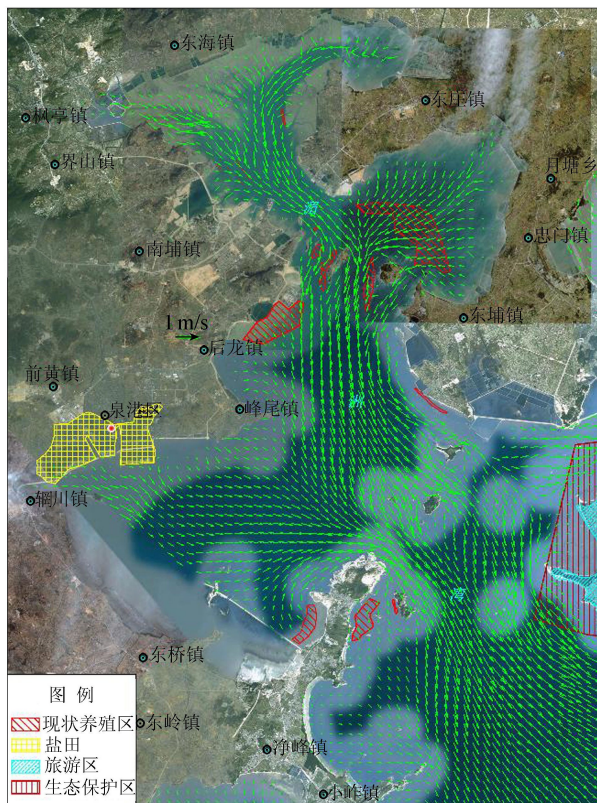 东海镇
东庄镇
枫亭镇
界山镇
月塘乡
湄
忠门镇
南埔镇
东埔镇
1 m/s
后龙镇
前黄镇
洲
泉港区
峰尾镇
辋川镇
湾
东桥镇
图 例
现状养殖区
盐田
旅游区
生态保护区
东岭镇
净峰镇
小岞镇